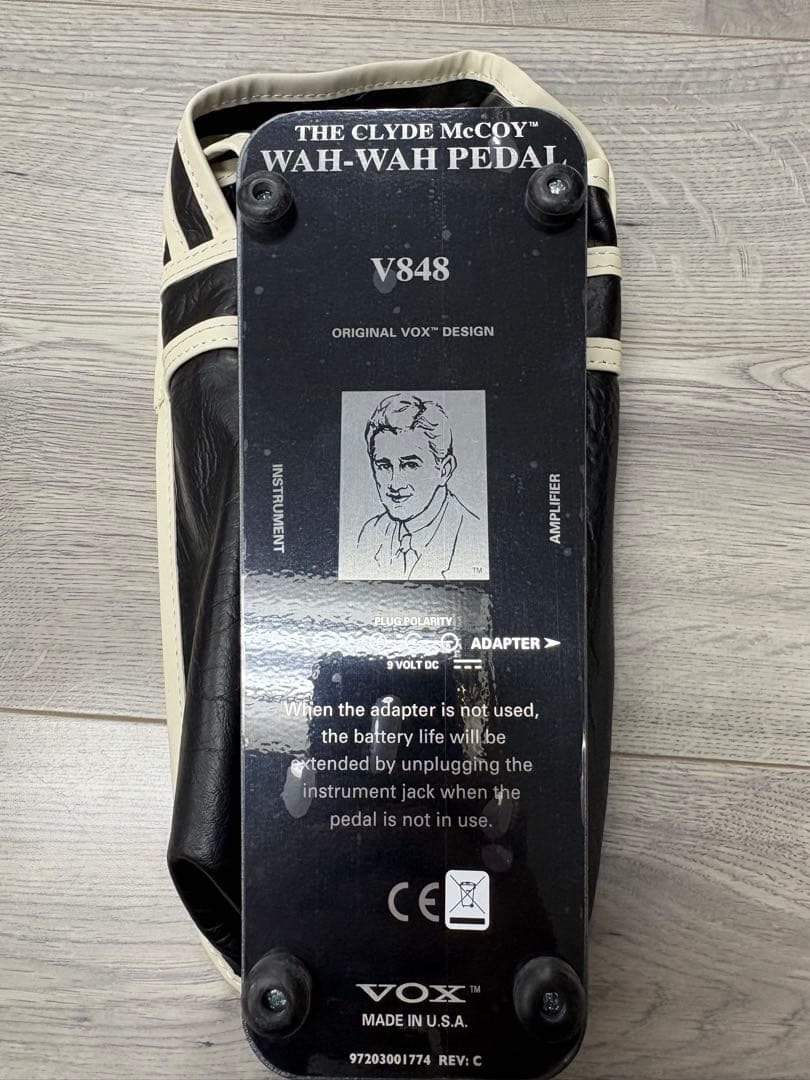 THE CLYDE McCOY™
WAH-WAH PEDAL
V848
ORIGINAL VOX™ DESIGN
INSTRUMENT
AMPLIFIER
TM
PLUG POLARITY
ADAPTER
9 VOLT DC
When the adapter is not used,
the battery life will be
extended by unplugging the
instrument jack when the
pedal is not in use.
CE
VOX™
MADE IN U.S.A.
97203001774 REV: C